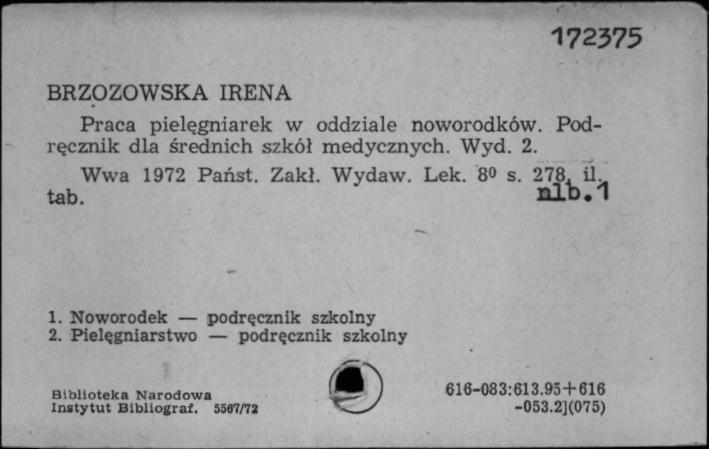 172375
BRZOZOWSKA IRENA
Praca pielęgniarek w oddziale noworodków. Pod-
ręcznik dla średnich szkół medycznych. Wyd. 2.
Wwa 1972 Państ. Zakł. Wydaw. Lek. 8⁰ s. 278, il.
tab. nlb. 1
1. Noworodek — podręcznik szkolny
2. Pielęgniarstwo — podręcznik szkolny
Biblioteka Narodowa 616-083:613.95+616
Instytut Bibliograf. 5567/72 -053.2](075)